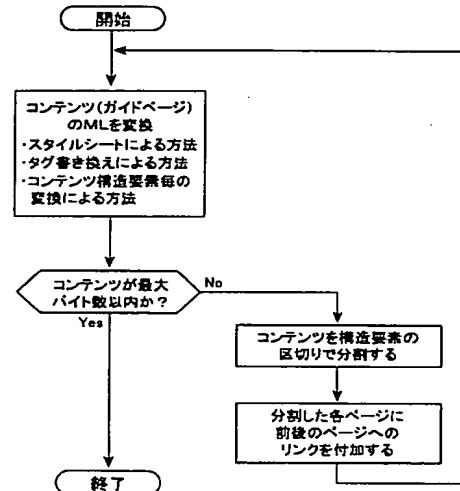 開始
コンテンツ(ガイドページ)
のMLを変換
・スタイルシートによる方法
・タグ書き換えによる方法
・コンテンツ構造要素毎の
変換による方法
コンテンツが最大
バイト数以内か？
No
Yes
コンテンツを構造要素の
区切りで分割する
分割した各ページに
前後のページへの
リンクを付加する
終了